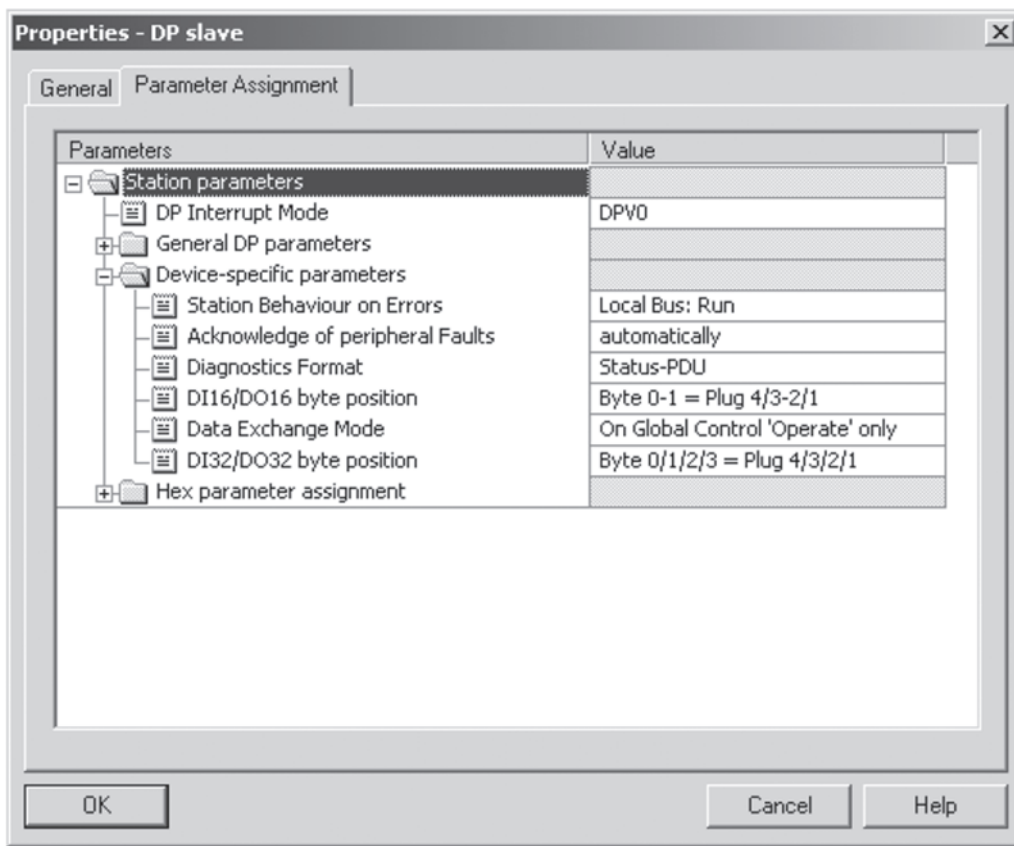 Properties - DP slave
General Parameter Assignment
Parameters Value
Station parameters
DP Interrupt Mode DPV0
General DP parameters
Device-specific parameters
Station Behaviour on Errors Local Bus: Run
Acknowledge of peripheral Faults automatically
Diagnostics Format Status-PDU
DI16/DO16 byte position Byte 0-1 = Plug 4/3-2/1
Data Exchange Mode On Global Control 'Operate' only
DI32/DO32 byte position Byte 0/1/2/3 = Plug 4/3/2/1
Hex parameter assignment
OK Cancel Help